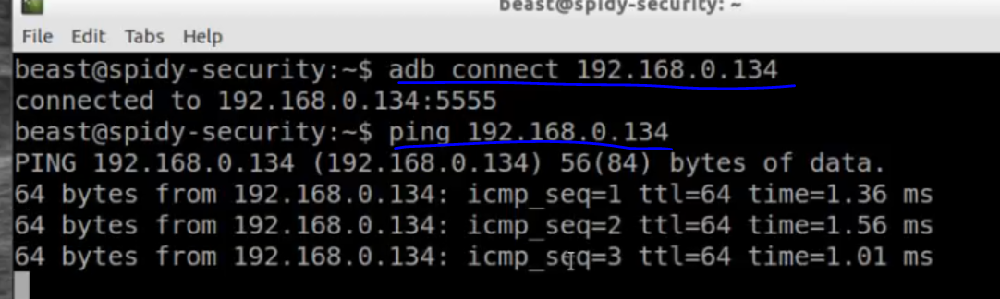 beast@spidy-security: ~
File Edit Tabs Help
beast@spidy-security:~$ adb connect 192.168.0.134
connected to 192.168.0.134:5555
beast@spidy-security:~$ ping 192.168.0.134
PING 192.168.0.134 (192.168.0.134) 56(84) bytes of data.
64 bytes from 192.168.0.134: icmp_seq=1 ttl=64 time=1.36 ms
64 bytes from 192.168.0.134: icmp_seq=2 ttl=64 time=1.56 ms
64 bytes from 192.168.0.134: icmp_seq=3 ttl=64 time=1.01 ms